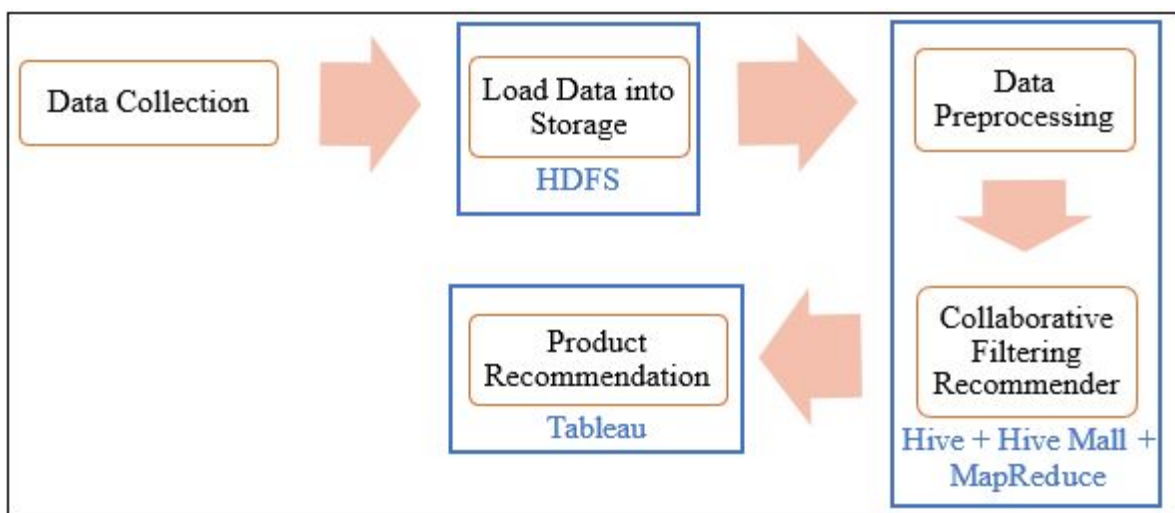 Data Collection
Load Data into
Storage
HDFS
Data
Preprocessing
Collaborative
Filtering
Recommender
Hive + Hive Mall +
MapReduce
Product
Recommendation
Tableau